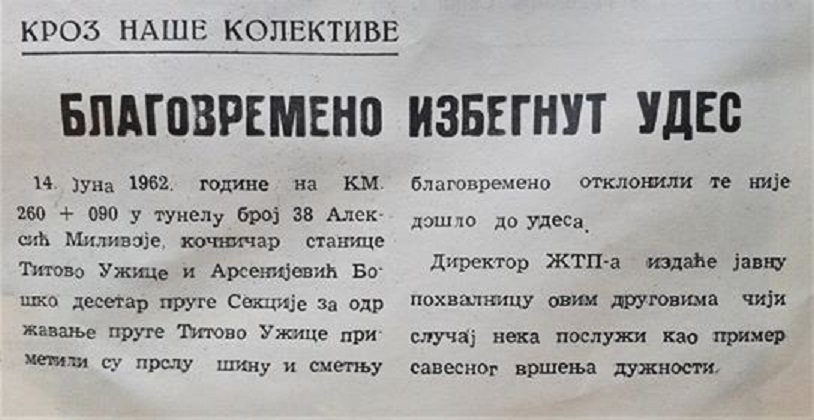 КРОЗ НАШЕ КОЛЕКТИВЕ
БЛАГОВРЕМЕНО ИЗБЕГНУТ УДЕС
14. Јуна 1962. године на КМ.
260 + 090 у тунелу број 38 Алек-
сић Миливоје, кочничар станице
Титово Ужице и Арсенијевић Бо-
шко десетар пруге Секције за одр
жавање пруге Титово Ужице при-
метили су прслу шину и сметњу
благовремено отклонили те није
дошло до удеса.
Директор ЖТП-а издаће јавну
похвалницу овим друговима чији
случај нека послужи као пример
савесног вршења дужности.